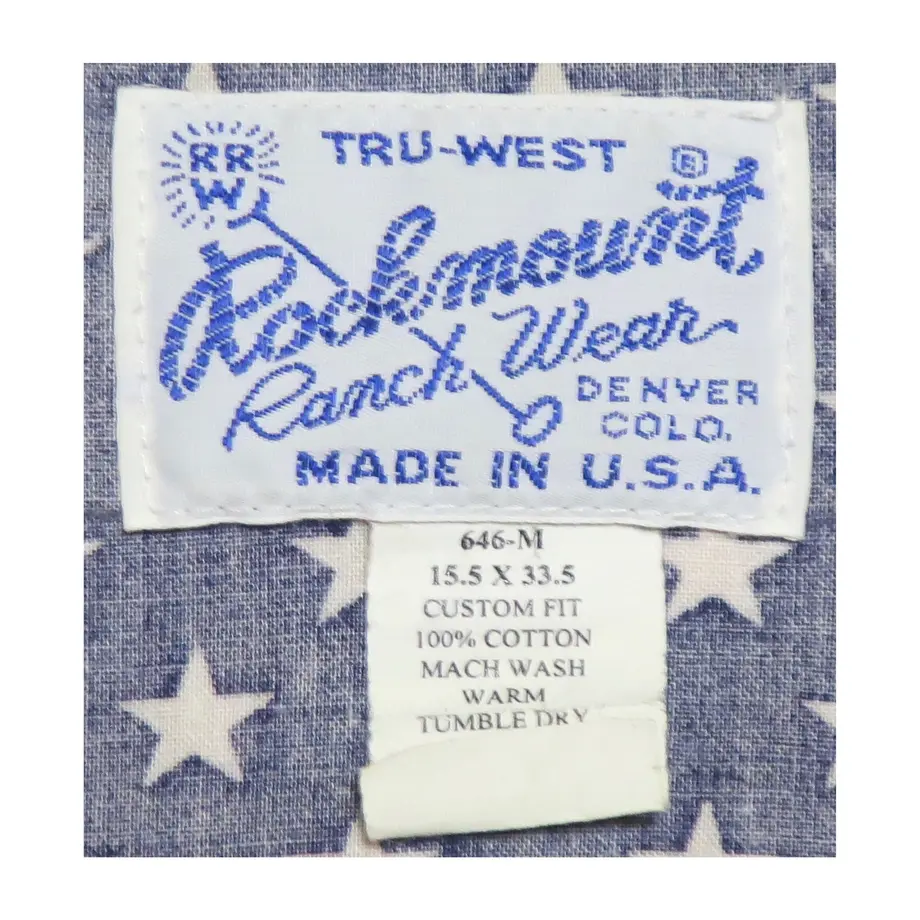 RR
W
TRU-WEST ®
Rockmount
Ranch Wear
DENVER
COLO.
MADE IN U.S.A.
646-M
15.5 X 33.5
CUSTOM FIT
100% COTTON
MACH WASH
WARM
TUMBLE DRY